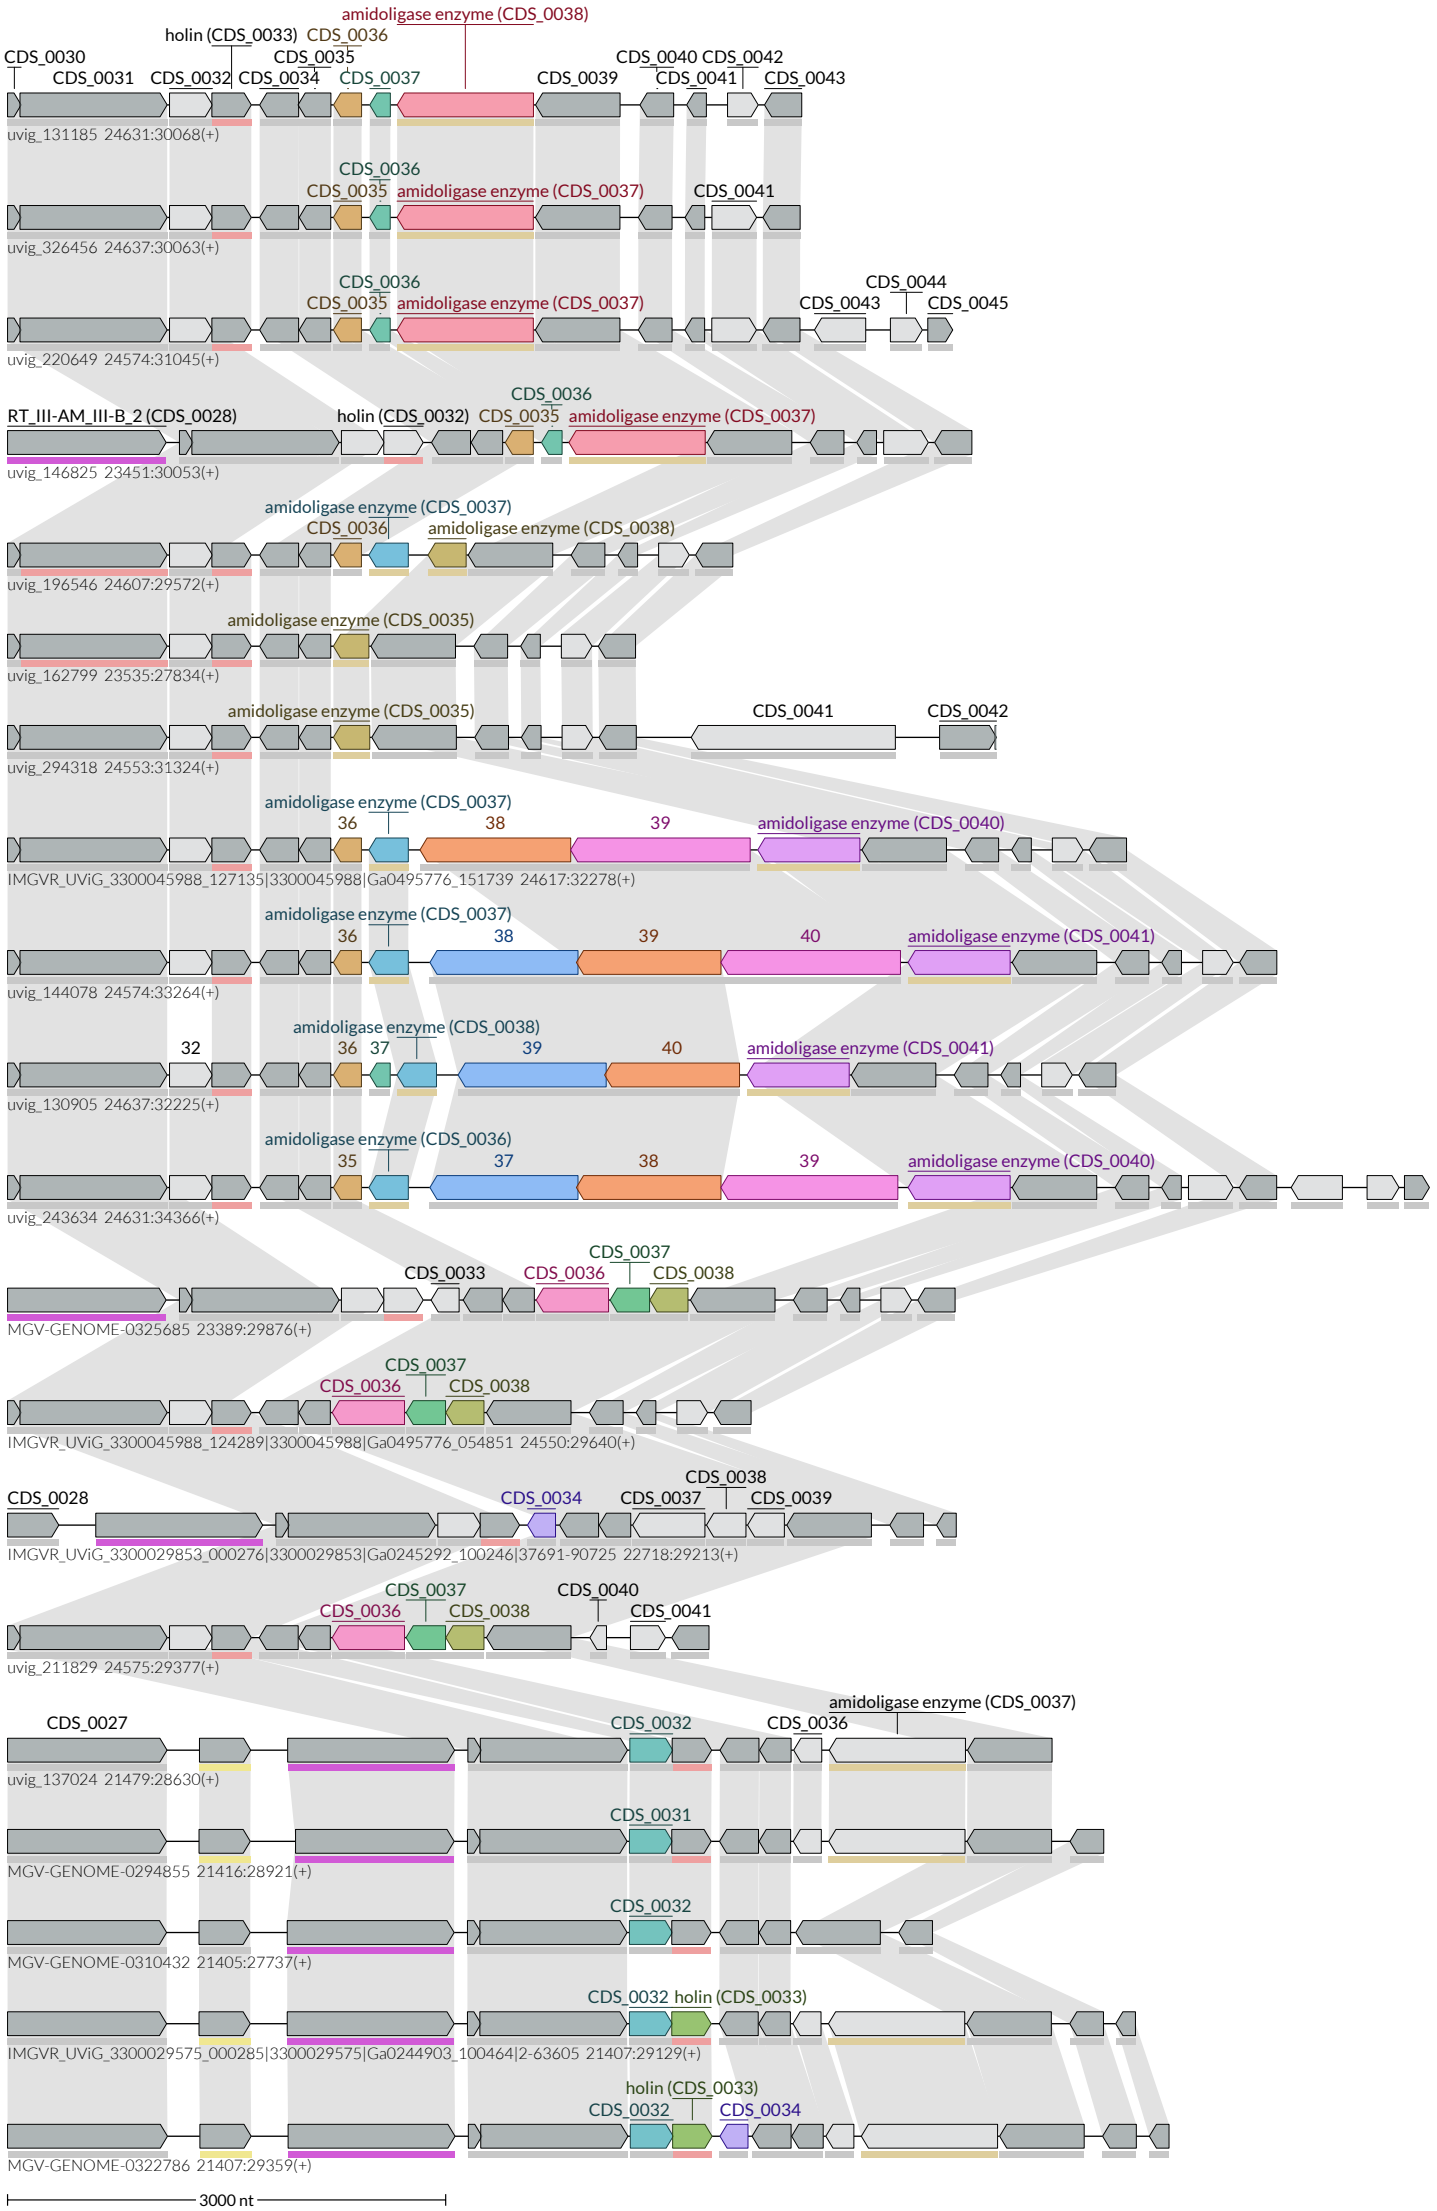 amidoligase enzyme (CDS_0038)
holin (CDS_0033) CDS_0036
CDS_0030 CDS_0035 CDS_0040 CDS_0042
CDS_0031 CDS_0032 CDS_0034 CDS_0037 CDS_0039 CDS_0041 CDS_0043
uvig_131185 24631:30068(+)
CDS_0036
CDS_0035 amidoligase enzyme (CDS_0037) CDS_0041
uvig_326456 24637:30063(+)
CDS_0036 CDS_0044
CDS_0035 amidoligase enzyme (CDS_0037) CDS_0043 CDS_0045
uvig_220649 24574:31045(+)
CDS_0036
RT_III-AM_III-B_2 (CDS_0028) holin (CDS_0032) CDS_0035 amidoligase enzyme (CDS_0037)
uvig_146825 23451:30053(+)
amidoligase enzyme (CDS_0037)
CDS_0036 amidoligase enzyme (CDS_0038)
uvig_196546 24607:29572(+)
amidoligase enzyme (CDS_0035)
uvig_162799 23535:27834(+)
amidoligase enzyme (CDS_0035) CDS_0041 CDS_0042
uvig_294318 24553:31324(+)
amidoligase enzyme (CDS_0037)
36 38 39 amidoligase enzyme (CDS_0040)
IMGVR_UViG_3300045988_127135|3300045988|Ga0495776_151739 24617:32278(+)
amidoligase enzyme (CDS_0037)
36 38 39 40 amidoligase enzyme (CDS_0041)
uvig_144078 24574:33264(+)
amidoligase enzyme (CDS_0038)
32 36 37 39 40 amidoligase enzyme (CDS_0041)
uvig_130905 24637:32225(+)
amidoligase enzyme (CDS_0036)
35 37 38 39 amidoligase enzyme (CDS_0040)
uvig_243634 24631:34366(+)
CDS_0037
CDS_0033 CDS_0036 CDS_0038
MGV-GENOME-0325685 23389:29876(+)
CDS_0037
CDS_0036 CDS_0038
IMGVR_UViG_3300045988_124289|3300045988|Ga0495776_054851 24550:29640(+)
CDS_0038
CDS_0028 CDS_0034 CDS_0037 CDS_0039
IMGVR_UViG_3300029853_000276|3300029853|Ga0245292_100246|37691-90725 22718:29213(+)
CDS_0037 CDS_0040
CDS_0036 CDS_0038 CDS_0041
uvig_211829 24575:29377(+)
amidoligase enzyme (CDS_0037)
CDS_0027 CDS_0032 CDS_0036
uvig_137024 21479:28630(+)
CDS_0031
MGV-GENOME-0294855 21416:28921(+)
CDS_0032
MGV-GENOME-0310432 21405:27737(+)
CDS_0032 holin (CDS_0033)
IMGVR_UViG_3300029575_000285|3300029575|Ga0244903_100464|2-63605 21407:29129(+)
holin (CDS_0033)
CDS_0032 CDS_0034
MGV-GENOME-0322786 21407:29359(+)
3000 nt